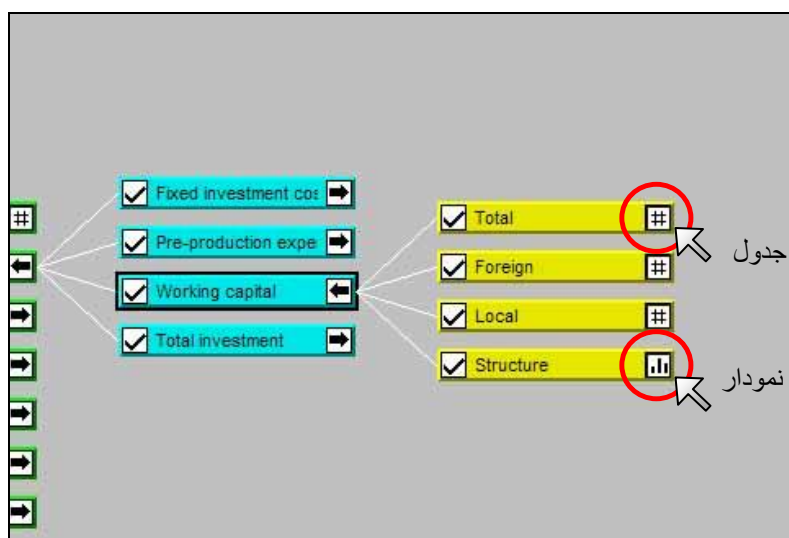 Fixed investment cos
Pre-production expe
Working capital
Total investment
Total
Foreign
Local
Structure
جدول
نمودار